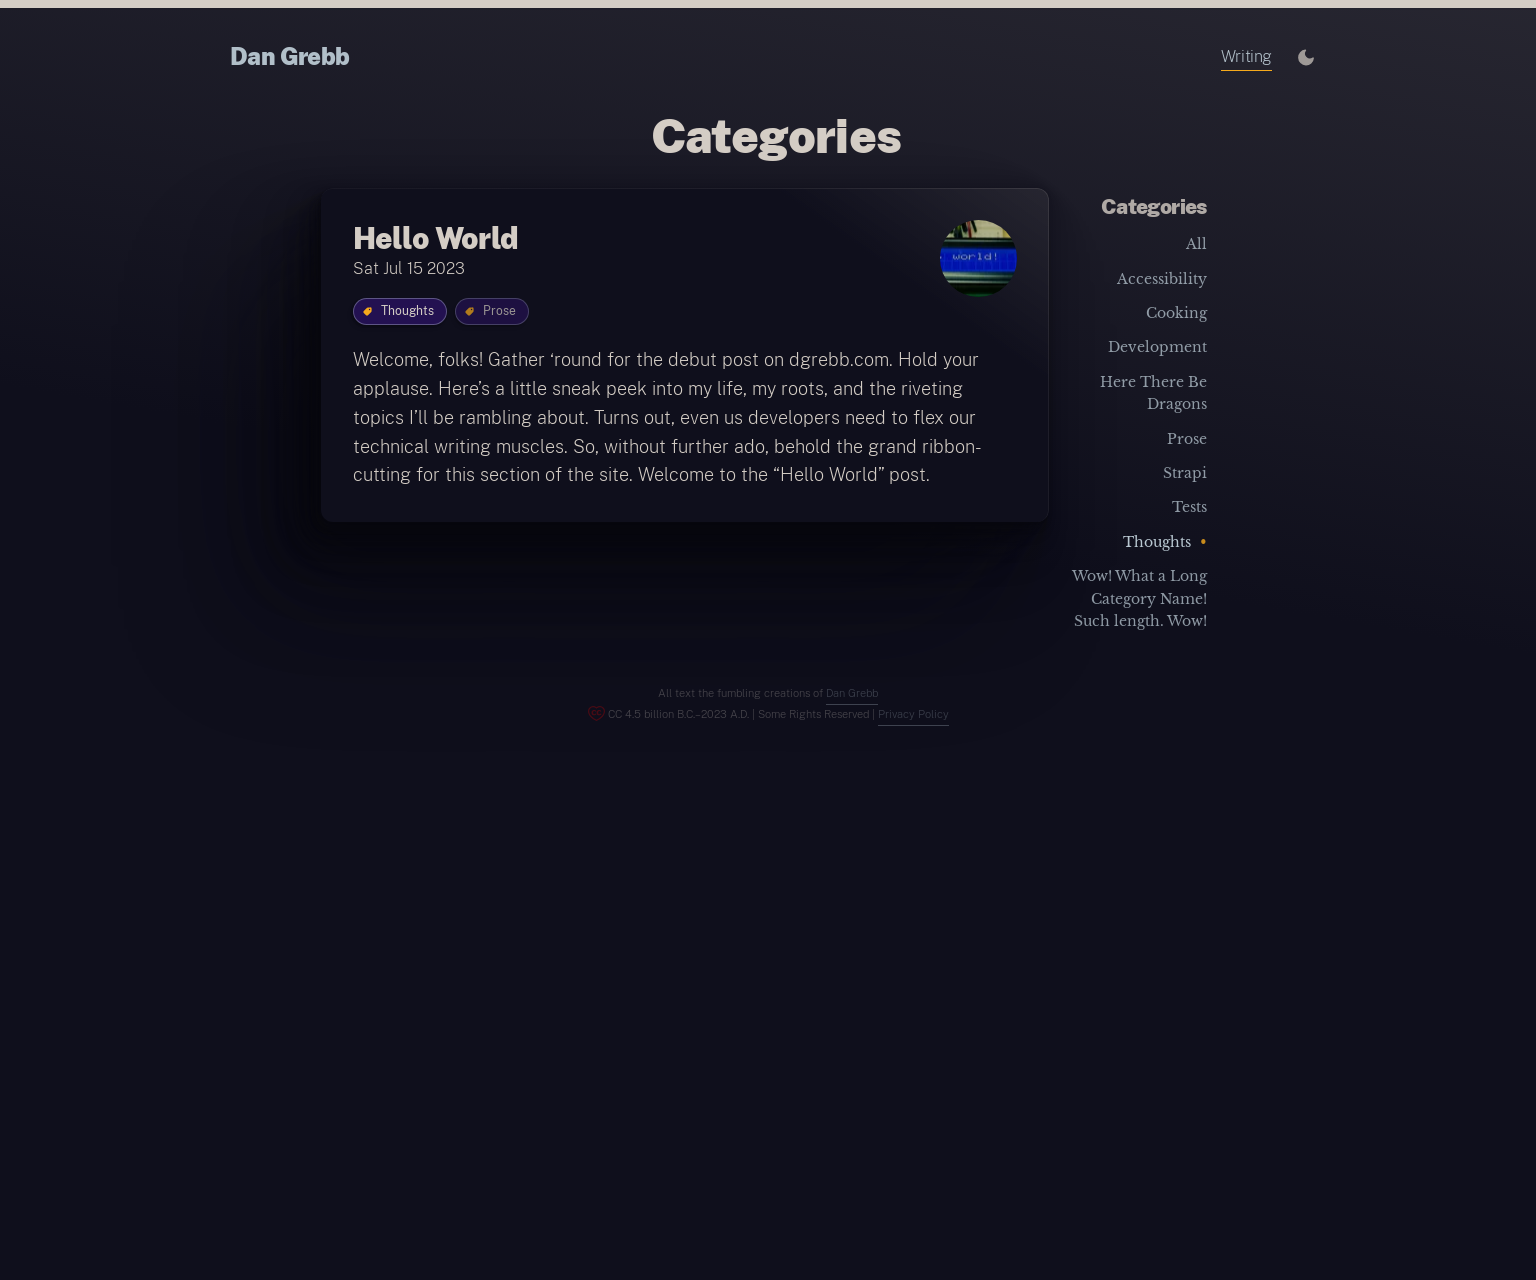 Dan Grebb
Writing
Categories
Hello World
Sat Jul 15 2023
world!
Thoughts
Prose
Welcome, folks! Gather ‘round for the debut post on dgrebb.com. Hold your
applause. Here’s a little sneak peek into my life, my roots, and the riveting
topics I’ll be rambling about. Turns out, even us developers need to flex our
technical writing muscles. So, without further ado, behold the grand ribbon-
cutting for this section of the site. Welcome to the “Hello World” post.
Categories
All
Accessibility
Cooking
Development
Here There Be
Dragons
Prose
Strapi
Tests
Thoughts •
Wow! What a Long
Category Name!
Such length. Wow!
All text the fumbling creations of Dan Grebb
CC 4.5 billion B.C.–2023 A.D. | Some Rights Reserved | Privacy Policy